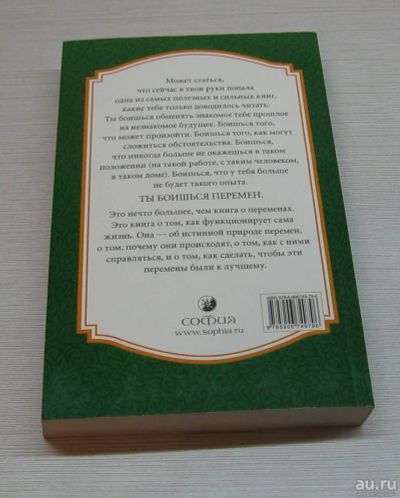 Может статься,
что сейчас в твои руки попала
одна из самых полезных и сильных книг,
какие тебе только доводилось читать.
Ты боишься обменять знакомое тебе прошлое
на незнакомое будущее. Боишься того,
что может произойти. Боишься того, как могут
сложиться обстоятельства. Боишься,
что никогда больше не окажешься в таком
положении (на такой работе, с таким человеком,
в таком доме). Боишься, что у тебя больше
не будет такого опыта.
ТЫ БОИШЬСЯ ПЕРЕМЕН.
Это нечто большее, чем книга о переменах.
Это книга о том, как функционирует сама
жизнь. Она — об истинной природе перемен,
о том, почему они происходят, о том, как с ними
справляться, и о том, как сделать, чтобы эти
перемены были к лучшему.
СОФИЯ
www.sophia.ru
9785906749796
au.ru